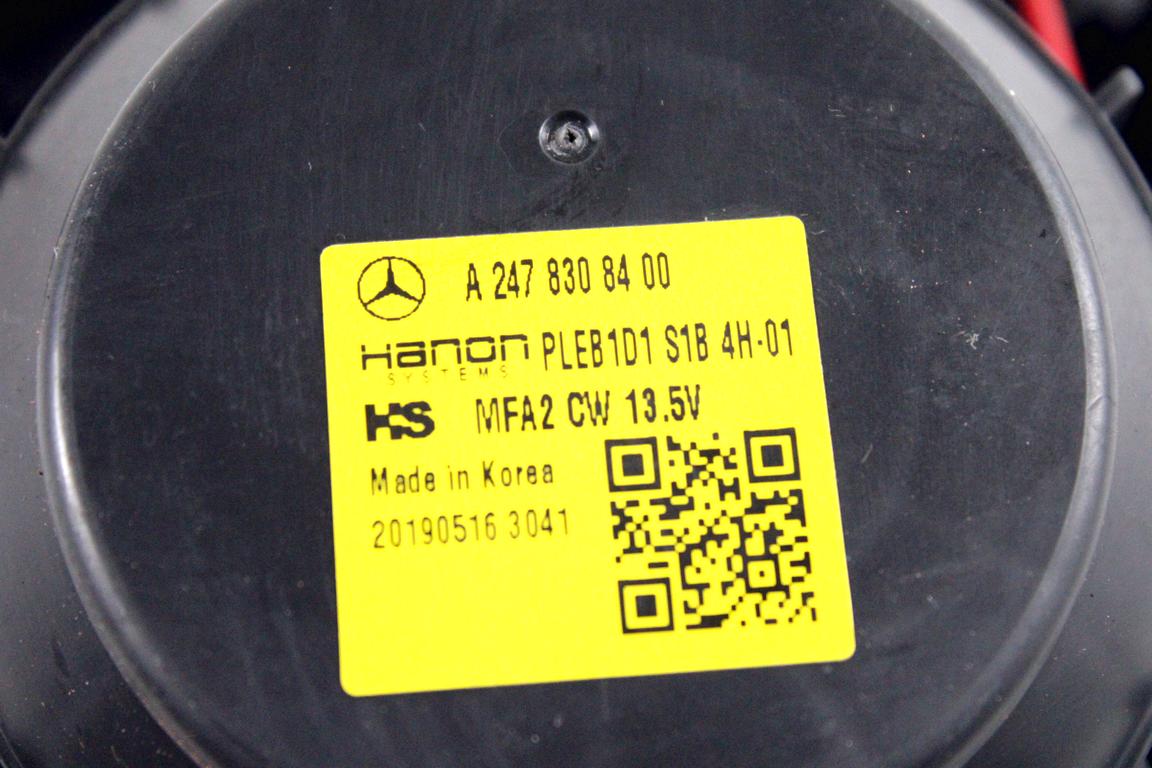 A 247 830 84 00
Hanon PLEB1D1 S1B 4H-01
SYSTEMS
HS MFA2 CW 13.5V
Made in Korea
20190516 3041